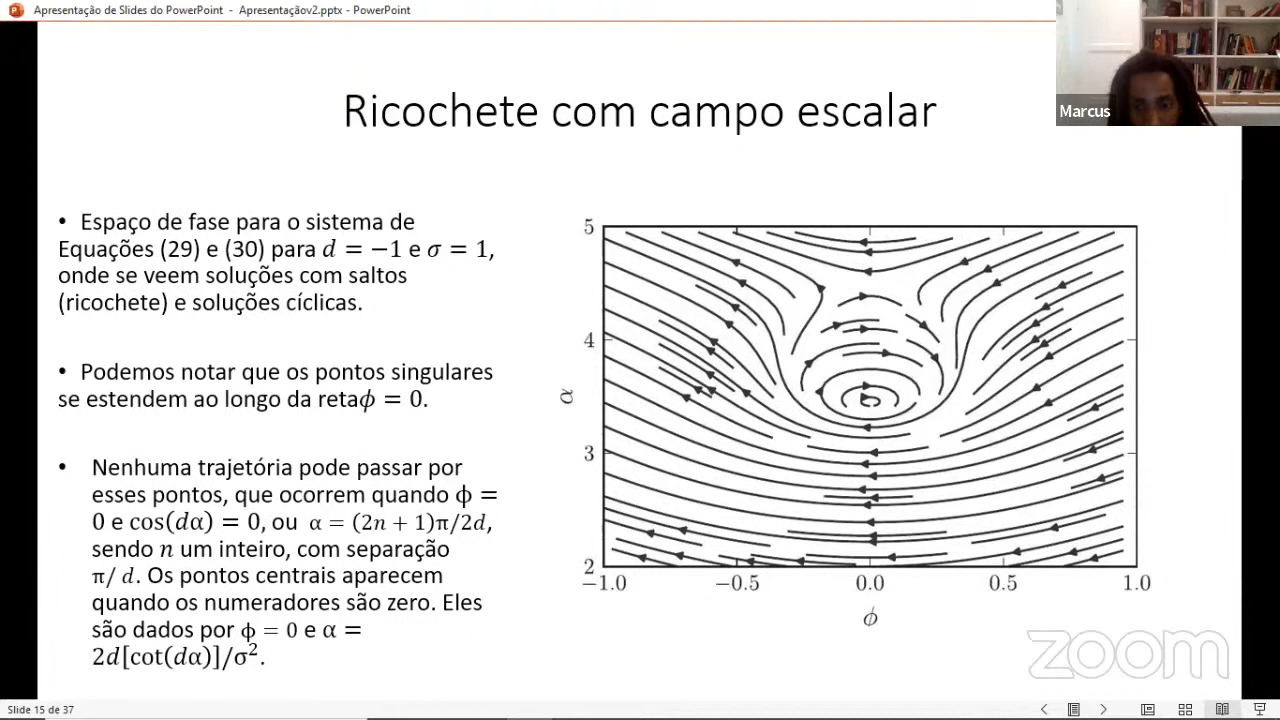 Apresentação de Slides do PowerPoint - Apresentaçãov2.pptx - PowerPoint
Marcus
Ricochete com campo escalar
• Espaço de fase para o sistema de
Equações (29) e (30) para d = −1 e σ = 1,
onde se veem soluções com saltos
(ricochete) e soluções cíclicas.
• Podemos notar que os pontos singulares
se estendem ao longo da reta ϕ = 0.
• Nenhuma trajetória pode passar por
esses pontos, que ocorrem quando ϕ =
0 e cos(dα) = 0, ou α = (2n + 1)π/2d,
sendo n um inteiro, com separação
π/ d. Os pontos centrais aparecem
quando os numeradores são zero. Eles
são dados por ϕ = 0 e α =
2d[cot(dα)]/σ².
5
4
α
3
2
−1.0 −0.5 0.0 0.5 1.0
ϕ
zoom
Slide 15 de 37